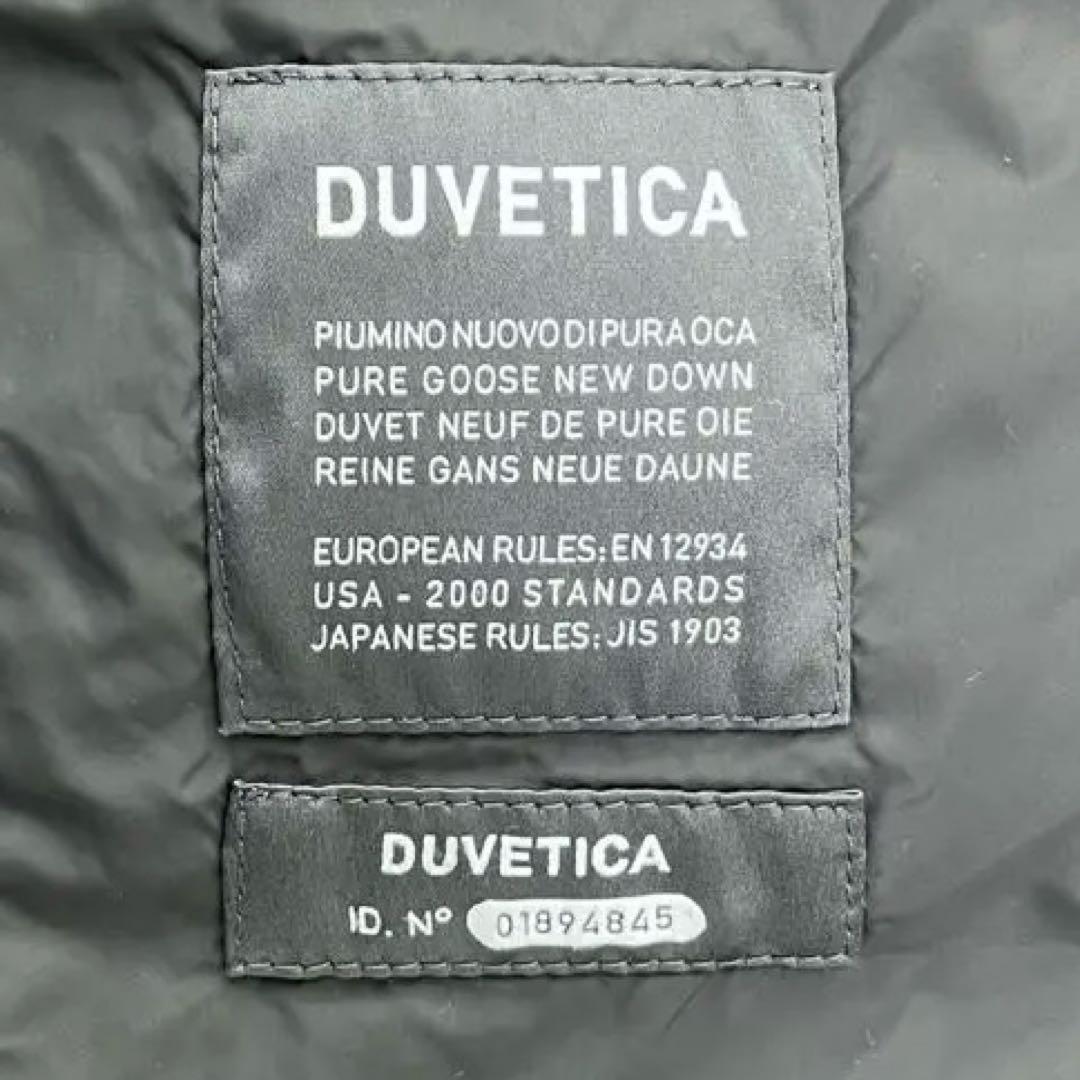 DUVETICA
PIUMINO NUOVO DI PURA OCA
PURE GOOSE NEW DOWN
DUVET NEUF DE PURE OIE
REINE GANS NEUE DAUNE
EUROPEAN RULES: EN 12934
USA - 2000 STANDARDS
JAPANESE RULES: JIS 1903
DUVETICA
ID. Nº 01894845